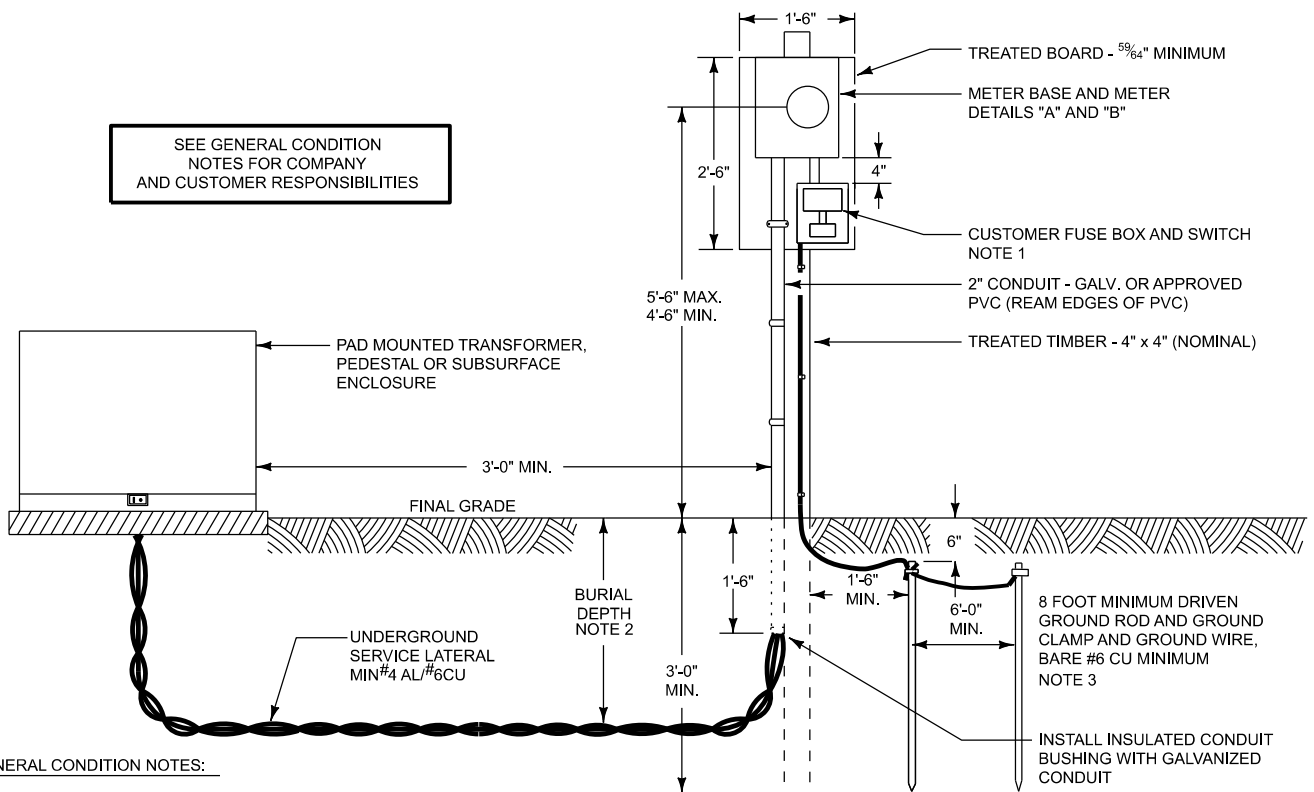 1'-6"
TREATED BOARD - 59/64" MINIMUM
METER BASE AND METER
DETAILS "A" AND "B"
SEE GENERAL CONDITION
NOTES FOR COMPANY
AND CUSTOMER RESPONSIBILITIES
2'-6"
4"
CUSTOMER FUSE BOX AND SWITCH
NOTE 1
2" CONDUIT - GALV. OR APPROVED
PVC (REAM EDGES OF PVC)
5'-6" MAX.
4'-6" MIN.
TREATED TIMBER - 4" x 4" (NOMINAL)
PAD MOUNTED TRANSFORMER,
PEDESTAL OR SUBSURFACE
ENCLOSURE
3'-0" MIN.
FINAL GRADE
6"
1'-6"
1'-6"
MIN.
BURIAL
DEPTH
NOTE 2
6'-0"
MIN.
8 FOOT MINIMUM DRIVEN
GROUND ROD AND GROUND
CLAMP AND GROUND WIRE,
BARE #6 CU MINIMUM
NOTE 3
UNDERGROUND
SERVICE LATERAL
MIN#4 AL/#6CU
3'-0"
MIN.
INSTALL INSULATED CONDUIT
BUSHING WITH GALVANIZED
CONDUIT
NERAL CONDITION NOTES: